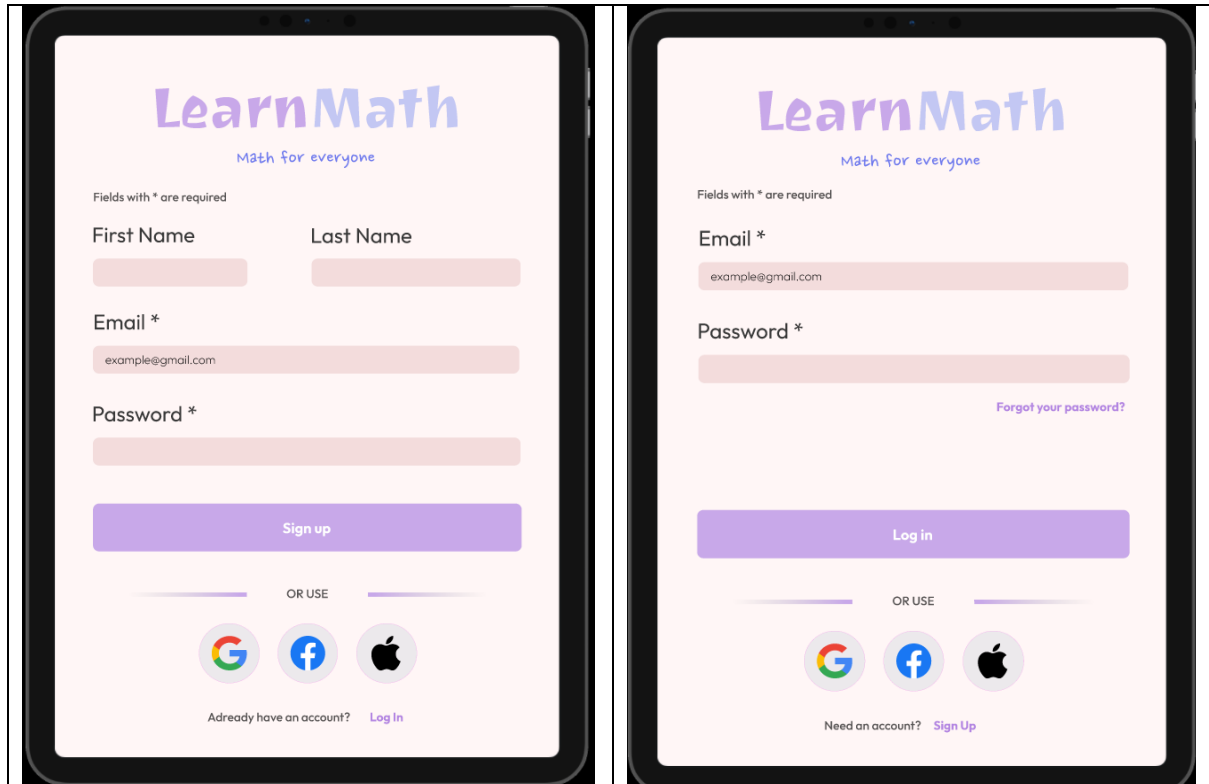 LearnMath
Math for everyone
Fields with * are required
First Name Last Name
Email *
example@gmail.com
Password *
Sign up
OR USE
Adready have an account? Log In
LearnMath
Math for everyone
Fields with * are required
Email *
example@gmail.com
Password *
Forgot your password?
Log in
OR USE
Need an account? Sign Up